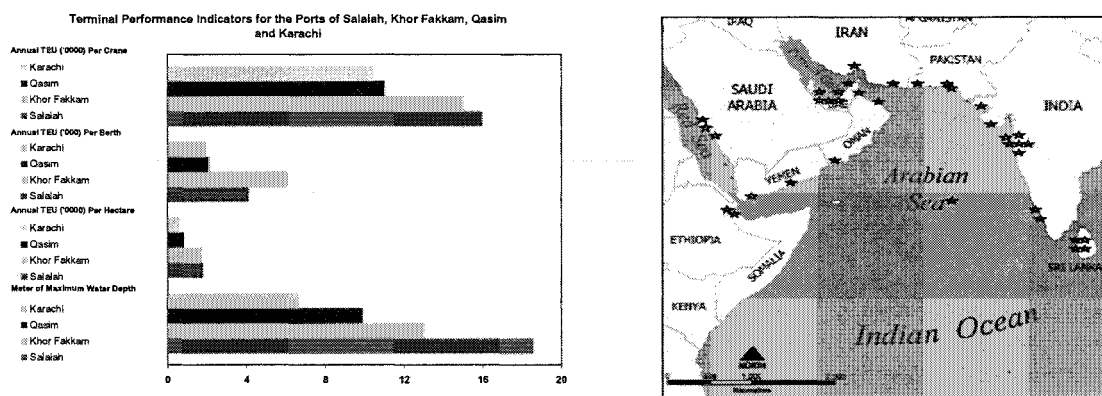 Terminal Performance Indicators for the Ports of Salalah, Khor Fakkam, Qasim
and Karachi
Annual TEU ('0000) Per Crane
Karachi
Qasim
Khor Fakkam
Salalah
Annual TEU ('000) Per Berth
Karachi
Qasim
Khor Fakkam
Salalah
Annual TEU ('0000) Per Hectare
Karachi
Qasim
Khor Fakkam
Salalah
Meter of Maximum Water Depth
Karachi
Qasim
Khor Fakkam
Salalah
0 4 8 12 16 20
IRAQ
IRAN
AFGHANISTAN
PAKISTAN
SAUDI
ARABIA
INDIA
OMAN
YEMEN
Arabian
Sea
ETHIOPIA
SOMALIA
SRI LANKA
KENYA
Indian Ocean
NORTH